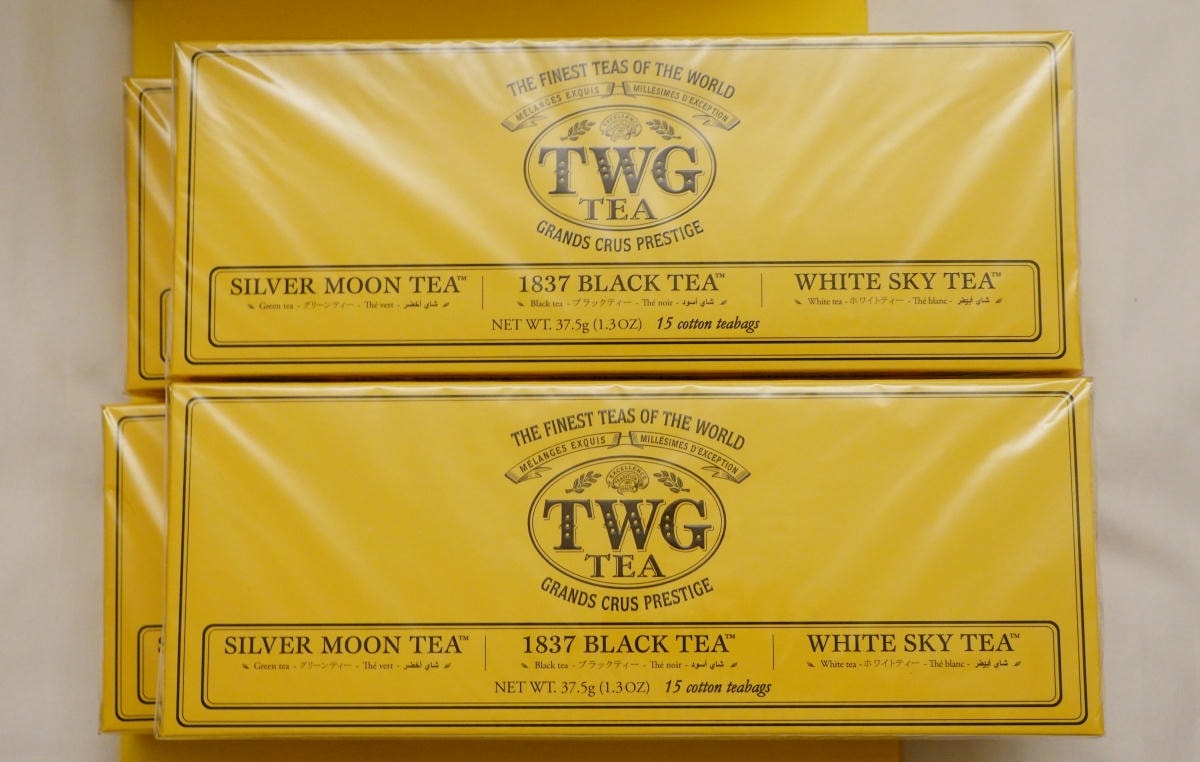 THE FINEST TEAS OF THE WORLD
MÉLANGES EXQUIS MILLÉSIMES D'EXCEPTION
EXCELLENCE
TWG
TEA
GRANDS CRUS PRESTIGE
SILVER MOON TEA™ 1837 BLACK TEA™ WHITE SKY TEA™
Green tea - グリーンティー - Thé vert - شاي أخضر Black tea - ブラックティー - Thé noir - شاي أسود White tea - ホワイトティー - Thé blanc - شاي أبيض
NET WT. 37.5g (1.3 OZ) 15 cotton teabags
THE FINEST TEAS OF THE WORLD
MÉLANGES EXQUIS MILLÉSIMES D'EXCEPTION
EXCELLENCE
TWG
TEA
GRANDS CRUS PRESTIGE
SILVER MOON TEA™ 1837 BLACK TEA™ WHITE SKY TEA™
Green tea - グリーンティー - Thé vert - شاي أخضر Black tea - ブラックティー - Thé noir - شاي أسود White tea - ホワイトティー - Thé blanc - شاي أبيض
NET WT. 37.5g (1.3 OZ) 15 cotton teabags